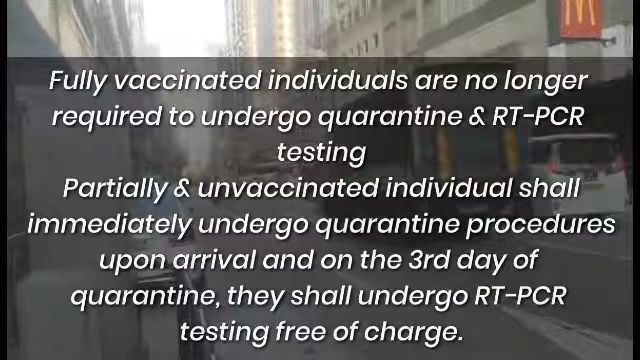 Fully vaccinated individuals are no longer
required to undergo quarantine & RT-PCR
testing
Partially & unvaccinated individual shall
immediately undergo quarantine procedures
upon arrival and on the 3rd day of
quarantine, they shall undergo RT-PCR
testing free of charge.